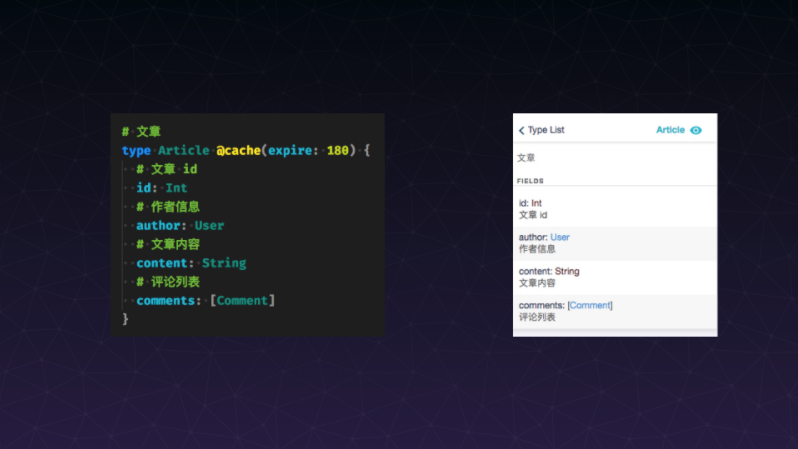 # 文章
type Article @cache(expire: 180) {
# 文章 id
id: Int
# 作者信息
author: User
# 文章内容
content: String
# 评论列表
comments: [Comment]
}
Type List
Article
文章
FIELDS
id: Int
文章 id
author: User
作者信息
content: String
文章内容
comments: [Comment]
评论列表